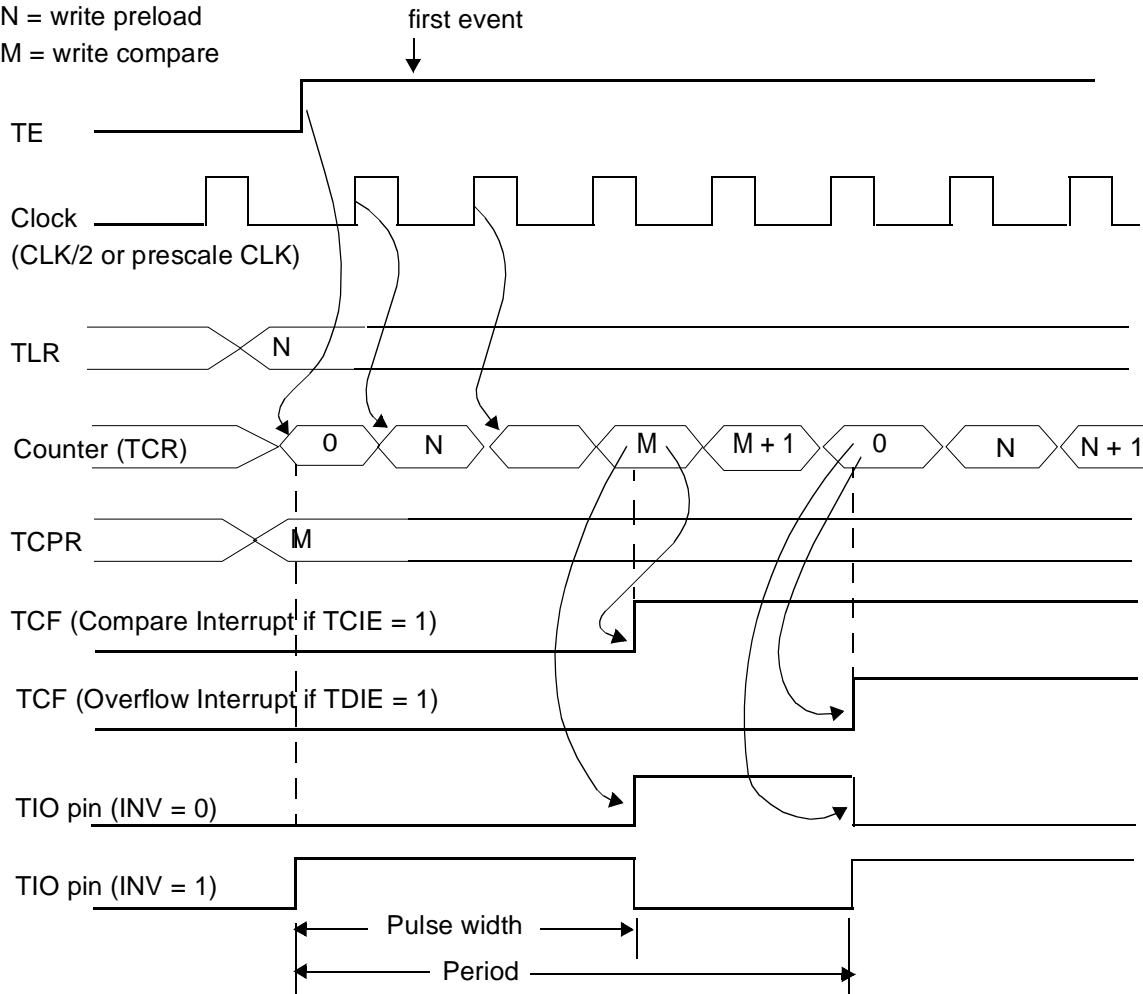 N = write preload
first event
M = write compare
TE
Clock
(CLK/2 or prescale CLK)
TLR
N
Counter (TCR)
0
N
M
M + 1
0
N
N + 1
TCPR
M
TCF (Compare Interrupt if TCIE = 1)
TCF (Overflow Interrupt if TDIE = 1)
TIO pin (INV = 0)
TIO pin (INV = 1)
Pulse width
Period